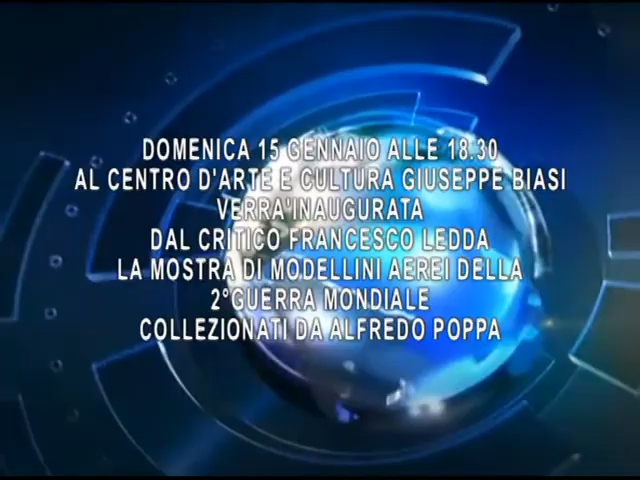 DOMENICA 15 GENNAIO ALLE 18.30
AL CENTRO D'ARTE E CULTURA GIUSEPPE BIASI
VERRA'INAUGURATA
DAL CRITICO FRANCESCO LEDDA
LA MOSTRA DI MODELLINI AEREI DELLA
2°GUERRA MONDIALE
COLLEZIONATI DA ALFREDO POPPA